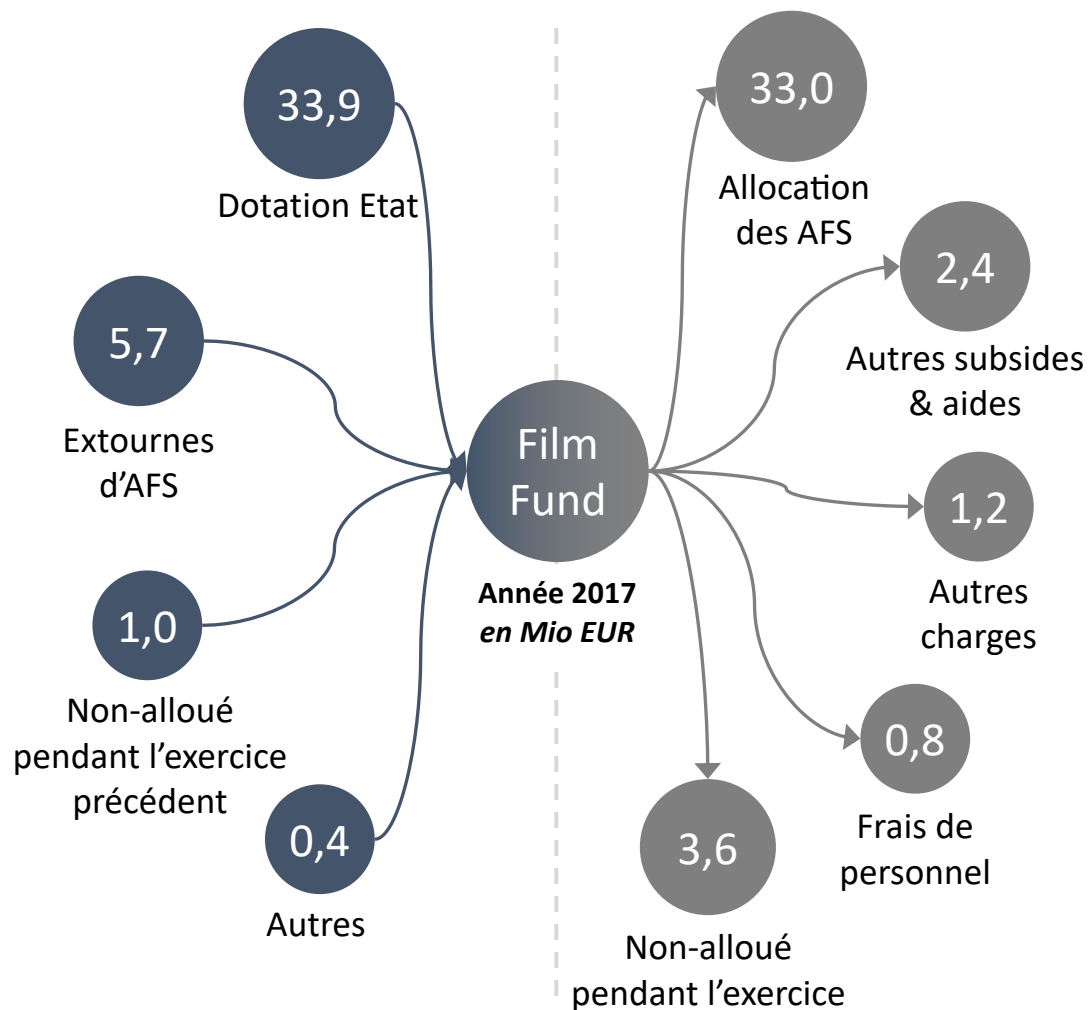 33,9
Dotation Etat
5,7
Extournes
d'AFS
1,0
Non-alloué
pendant l'exercice
précédent
0,4
Autres
Film
Fund
Année 2017
en Mio EUR
33,0
Allocation
des AFS
2,4
Autres subsides
& aides
1,2
Autres
charges
0,8
Frais de
personnel
3,6
Non-alloué
pendant l'exercice